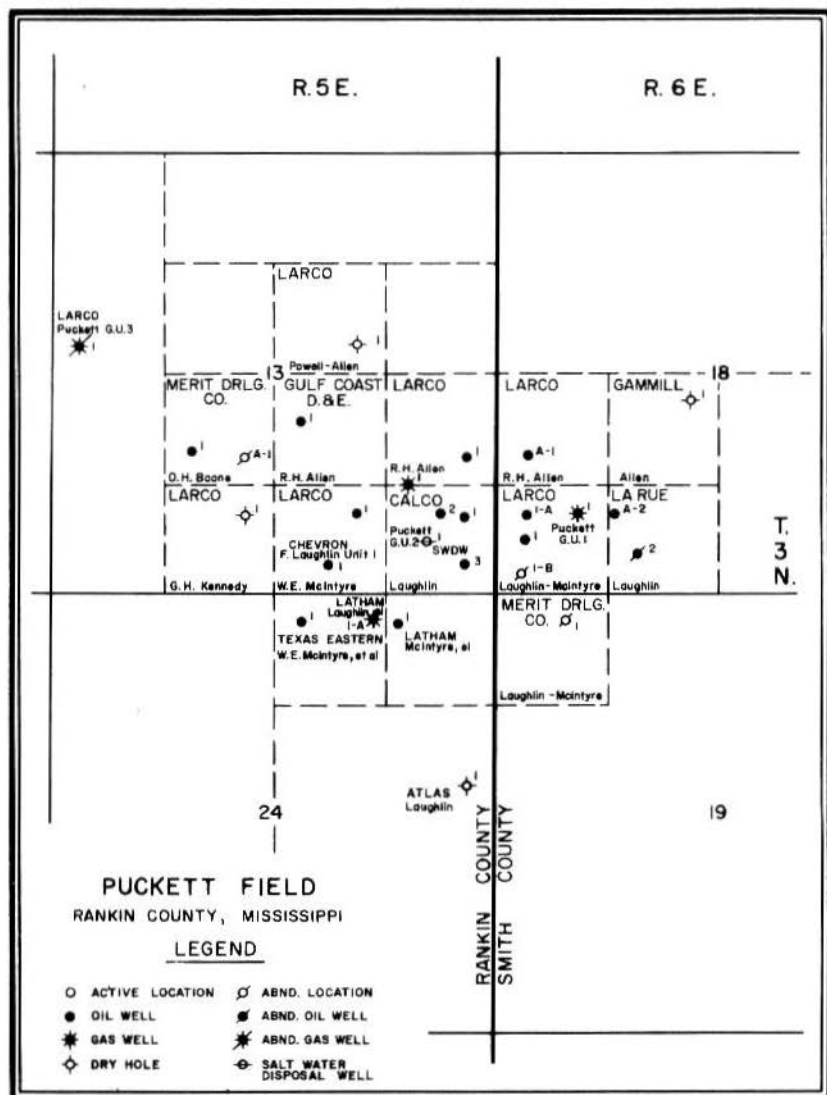 R. 5 E.
R. 6 E.
LARCO
LARCO
Puckett G.U.3
1
1
Powell-Allen
13
18
MERIT DRLG.
CO.
GULF COAST
D.&E.
LARCO
LARCO
GAMMILL
1
1
1
A-1
1
A-1
O.H. Boone
R.H. Allen
R.H. Allen
1
R.H. Allen
Allen
LARCO
LARCO
CALCO
LARCO
LA RUE
1
1
2
1
1-A
1
A-2
Puckett
G.U.2
SWDW
Puckett
G.U.1
CHEVRON
F. Laughlin Unit 1
1
3
1
2
1-B
G.H. Kennedy
W.E. McIntyre
Laughlin
Laughlin-McIntyre
Laughlin
T.
3
N.
LATHAM
1-A
1
1
TEXAS EASTERN
W.E. McIntyre, et al
LATHAM
McIntyre, el
MERIT DRLG.
CO.
1
Laughlin-McIntyre
ATLAS
Laughlin
1
24
19
RANKIN COUNTY
SMITH COUNTY
PUCKETT FIELD
RANKIN COUNTY, MISSISSIPPI
LEGEND
ACTIVE LOCATION
ABND. LOCATION
OIL WELL
ABND. OIL WELL
GAS WELL
ABND. GAS WELL
DRY HOLE
SALT WATER
DISPOSAL WELL